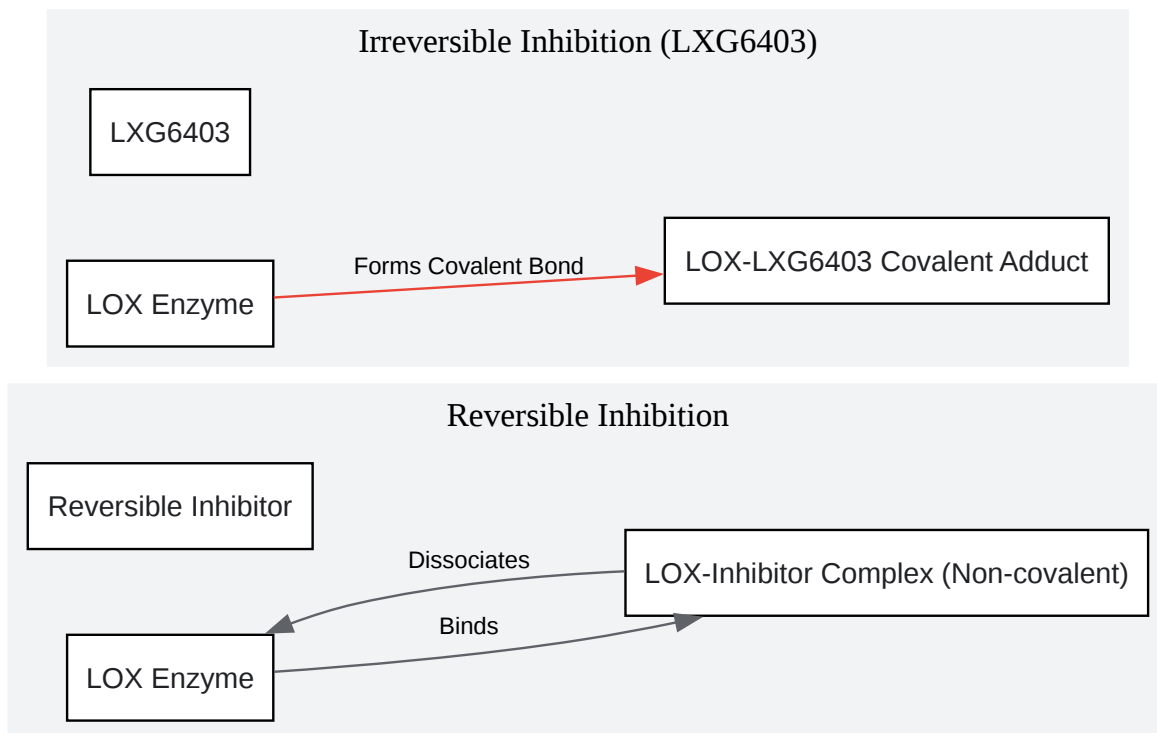 Irreversible Inhibition (LXG6403)
LXG6403
LOX Enzyme
Forms Covalent Bond
LOX-LXG6403 Covalent Adduct
Reversible Inhibition
Reversible Inhibitor
LOX Enzyme
Dissociates
Binds
LOX-Inhibitor Complex (Non-covalent)